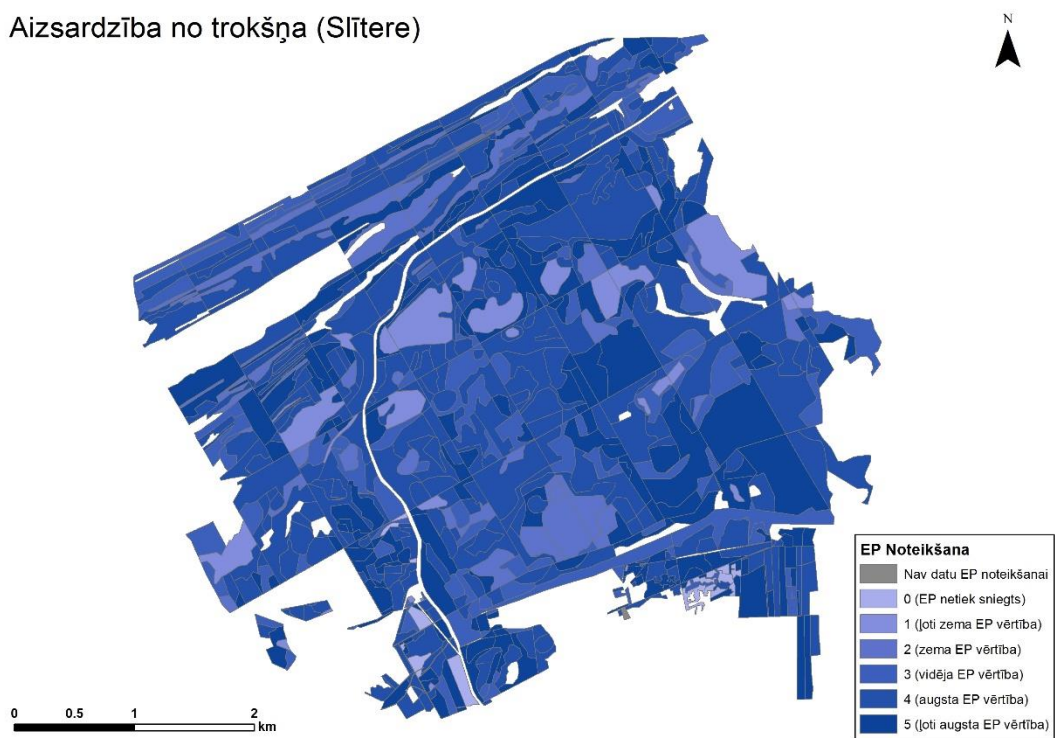 Aizsardzība no trokšņa (Slītere)
N
EP Noteikšana
Nav datu EP noteikšanai
0 (EP netiek sniegts)
1 (ļoti zema EP vērtība)
2 (zema EP vērtība)
3 (vidēja EP vērtība)
4 (augsta EP vērtība)
5 (ļoti augsta EP vērtība)
0 0.5 1 2
km